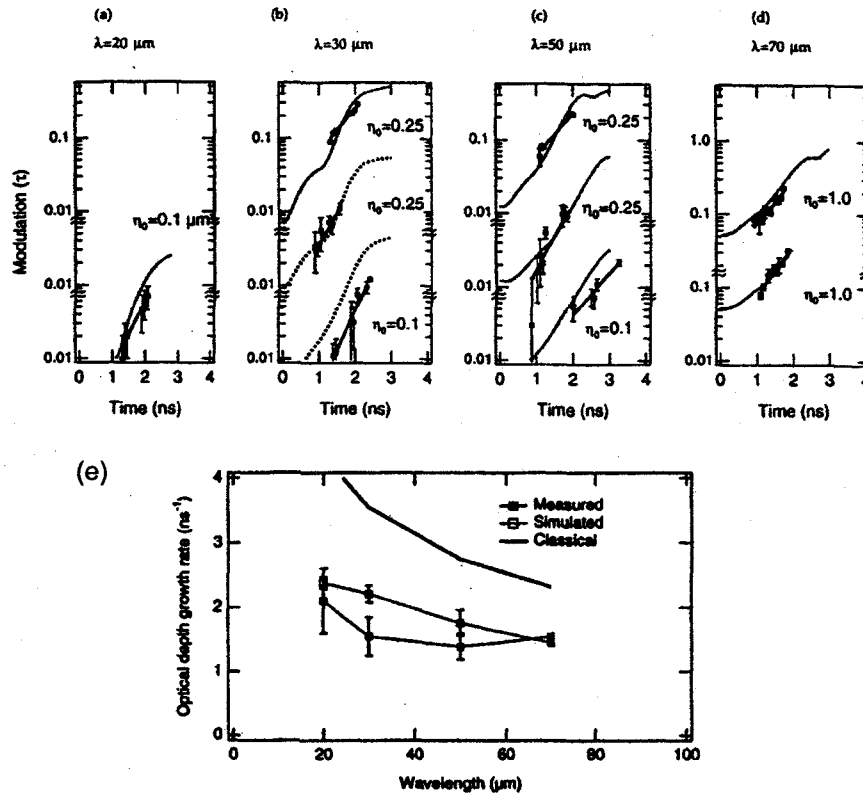 (a) (b) (c) (d)
λ=20 μm λ=30 μm λ=50 μm λ=70 μm
0.1 0.1 1.0
η₀=0.25 η₀=0.25
η₀=1.0
Modulation (τ)
η₀=0.1 μm η₀=0.25 η₀=0.25
0.01 0.01 0.1
η₀=1.0
0.01 0.01 0.1
η₀=0.1 η₀=0.1
0.01 0.01 0.01
0 1 2 3 4 0 1 2 3 4 0 1 2 3 4 0 1 2 3 4
Time (ns) Time (ns) Time (ns) Time (ns)
(e)
Optical depth growth rate (ns⁻¹)
4
3
2
1
0
Measured
Simulated
Classical
0 20 40 60 80 100
Wavelength (μm)